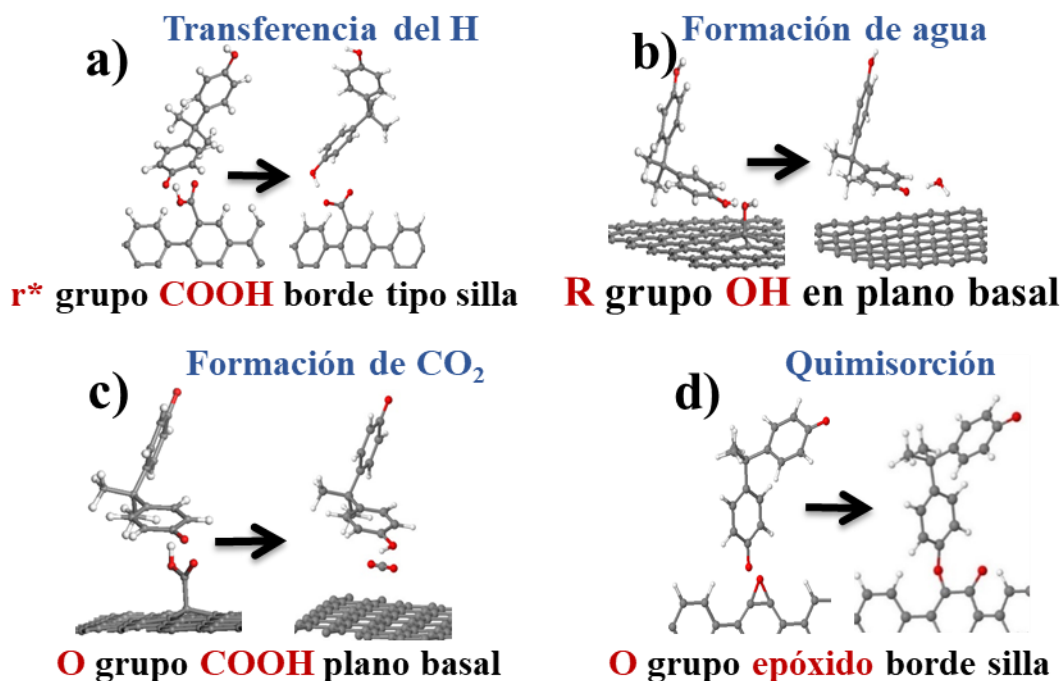 Transferencia del H
a)
r* grupo COOH borde tipo silla
Formación de agua
b)
R grupo OH en plano basal
Formación de CO₂
c)
O grupo COOH plano basal
Quimisorción
d)
O grupo epóxido borde silla